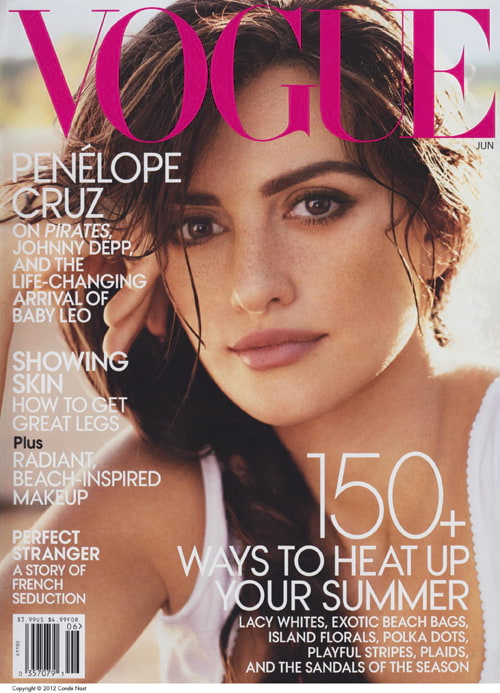 VOGUE
JUN
PENÉLOPE
CRUZ
ON PIRATES,
JOHNNY DEPP,
AND THE
LIFE-CHANGING
ARRIVAL OF
BABY LEO
SHOWING
SKIN
HOW TO GET
GREAT LEGS
Plus
RADIANT,
BEACH-INSPIRED
MAKEUP
PERFECT
STRANGER
A STORY OF
FRENCH
SEDUCTION
150+
WAYS TO HEAT UP
YOUR SUMMER
LACY WHITES, EXOTIC BEACH BAGS,
ISLAND FLORALS, POLKA DOTS,
PLAYFUL STRIPES, PLAIDS,
AND THE SANDALS OF THE SEASON
$3.99US $4.99FOR
06>
0 357079 1
Copyright © 2012 Condé Nast